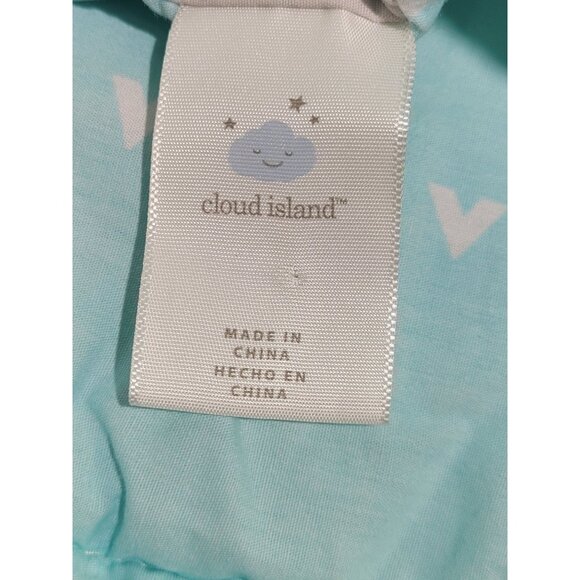 cloud island™
MADE IN
CHINA
HECHO EN
CHINA